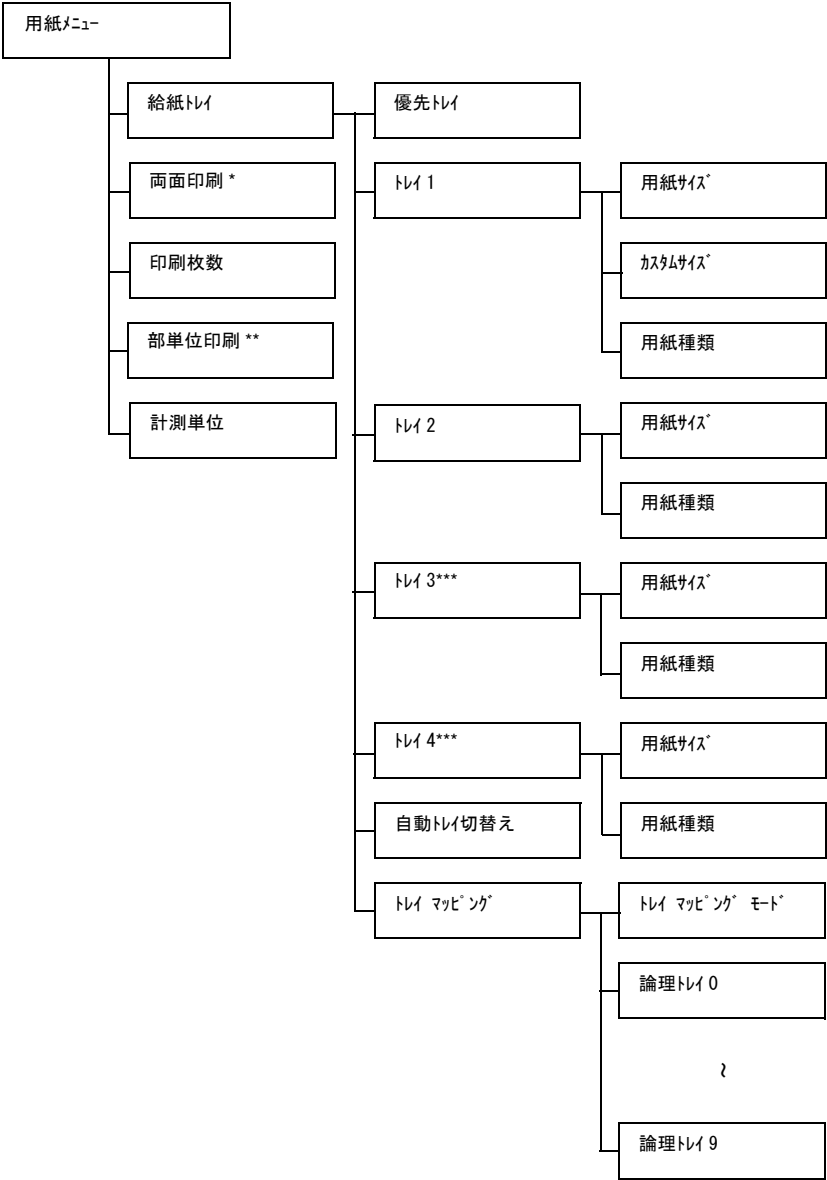 用紙ﾒﾆｭｰ
給紙ﾄﾚｲ
優先ﾄﾚｲ
両面印刷 *
ﾄﾚｲ 1
用紙ｻｲｽﾞ
印刷枚数
ｶｽﾀﾑｻｲｽﾞ
部単位印刷 **
用紙種類
計測単位
ﾄﾚｲ 2
用紙ｻｲｽﾞ
用紙種類
ﾄﾚｲ 3***
用紙ｻｲｽﾞ
用紙種類
ﾄﾚｲ 4***
用紙ｻｲｽﾞ
自動ﾄﾚｲ切替え
用紙種類
ﾄﾚｲ ﾏｯﾋﾟﾝｸﾞ
ﾄﾚｲ ﾏｯﾋﾟﾝｸﾞ ﾓｰﾄﾞ
論理ﾄﾚｲ 0
~
論理ﾄﾚｲ 9